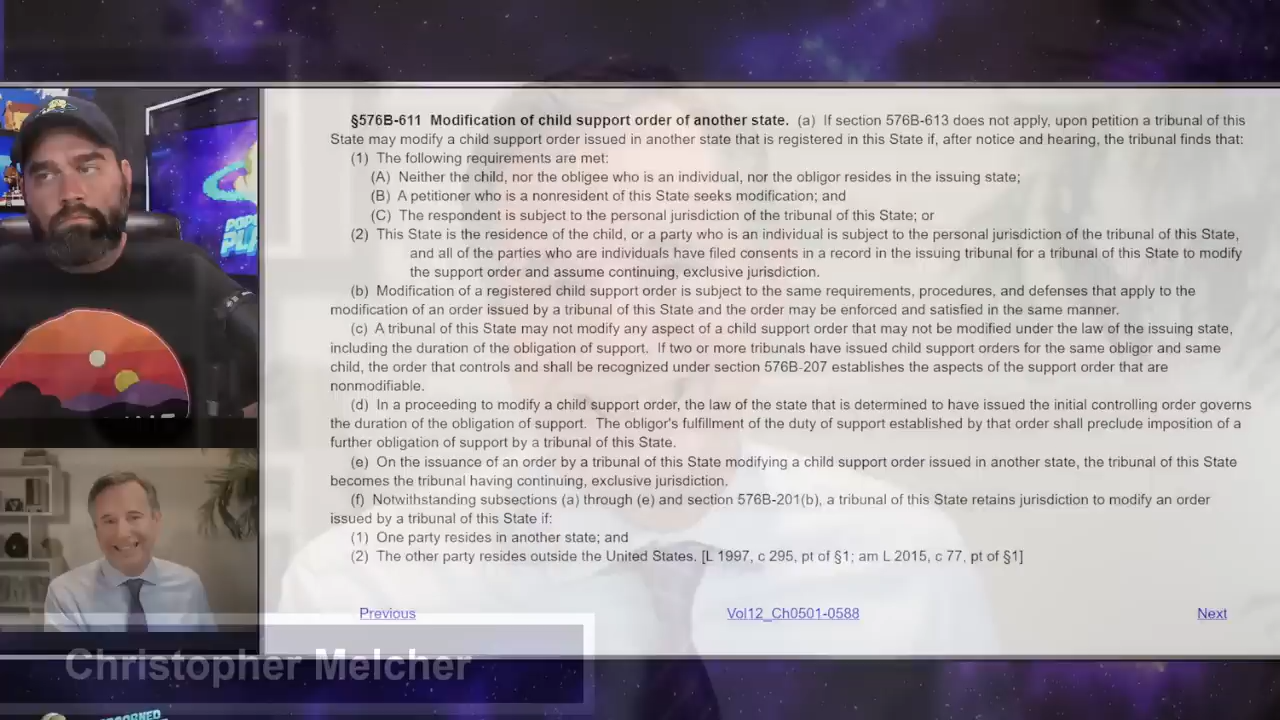 §576B-611 Modification of child support order of another state. (a) If section 576B-613 does not apply, upon petition a tribunal of this
State may modify a child support order issued in another state that is registered in this State if, after notice and hearing, the tribunal finds that:
(1) The following requirements are met:
(A) Neither the child, nor the obligee who is an individual, nor the obligor resides in the issuing state;
(B) A petitioner who is a nonresident of this State seeks modification; and
(C) The respondent is subject to the personal jurisdiction of the tribunal of this State; or
(2) This State is the residence of the child, or a party who is an individual is subject to the personal jurisdiction of the tribunal of this State,
and all of the parties who are individuals have filed consents in a record in the issuing tribunal for a tribunal of this State to modify
the support order and assume continuing, exclusive jurisdiction.
(b) Modification of a registered child support order is subject to the same requirements, procedures, and defenses that apply to the
modification of an order issued by a tribunal of this State and the order may be enforced and satisfied in the same manner.
(c) A tribunal of this State may not modify any aspect of a child support order that may not be modified under the law of the issuing state,
including the duration of the obligation of support. If two or more tribunals have issued child support orders for the same obligor and same
child, the order that controls and shall be recognized under section 576B-207 establishes the aspects of the support order that are
nonmodifiable.
(d) In a proceeding to modify a child support order, the law of the state that is determined to have issued the initial controlling order governs
the duration of the obligation of support. The obligor's fulfillment of the duty of support established by that order shall preclude imposition of a
further obligation of support by a tribunal of this State.
(e) On the issuance of an order by a tribunal of this State modifying a child support order issued in another state, the tribunal of this State
becomes the tribunal having continuing, exclusive jurisdiction.
(f) Notwithstanding subsections (a) through (e) and section 576B-201(b), a tribunal of this State retains jurisdiction to modify an order
issued by a tribunal of this State if:
(1) One party resides in another state; and
(2) The other party resides outside the United States. [L 1997, c 295, pt of §1; am L 2015, c 77, pt of §1]
Previous Vol12_Ch0501-0588 Next
Christopher Melcher